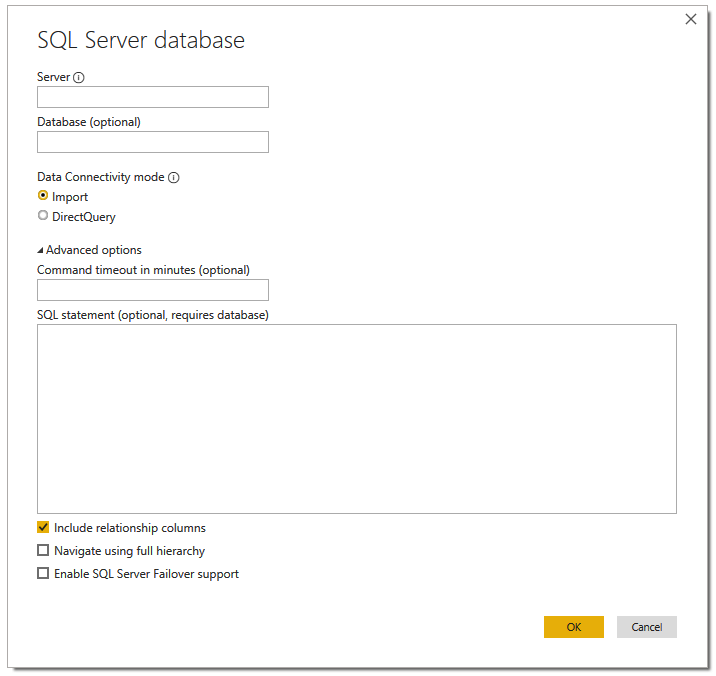 SQL Server database
Server
Database (optional)
Data Connectivity mode
Import
DirectQuery
Advanced options
Command timeout in minutes (optional)
SQL statement (optional, requires database)
Include relationship columns
Navigate using full hierarchy
Enable SQL Server Failover support
OK Cancel